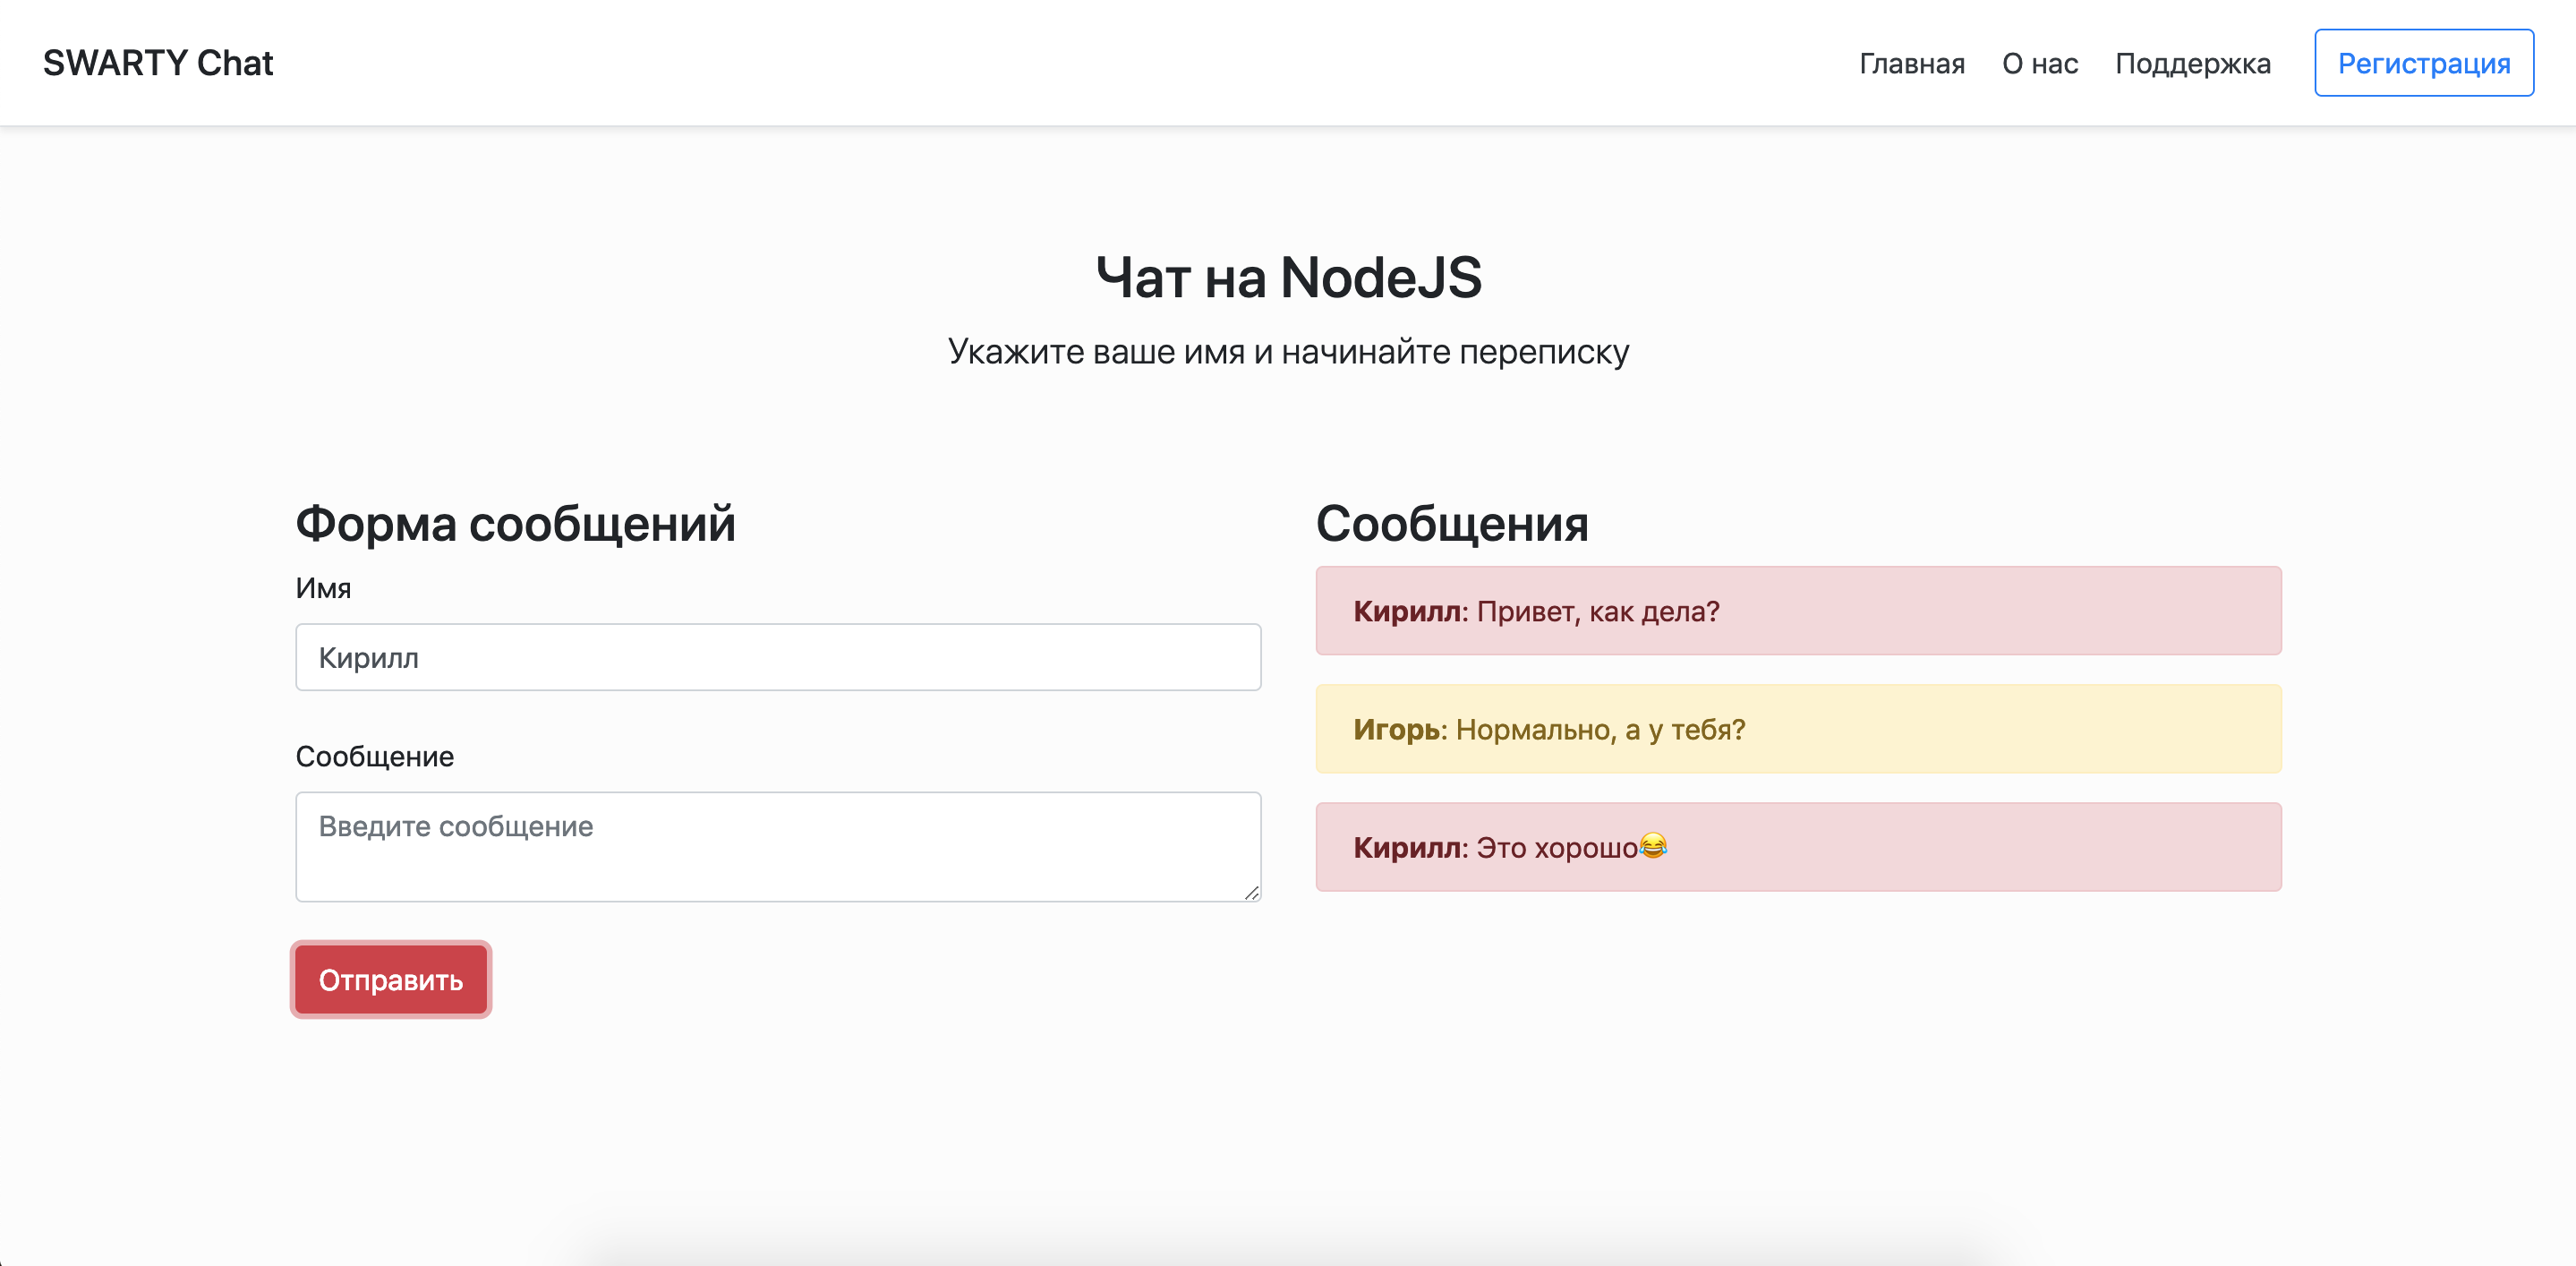 SWARTY Chat
Главная О нас Поддержка Регистрация
Чат на NodeJS
Укажите ваше имя и начинайте переписку
Форма сообщений
Имя
Кирилл
Сообщение
Введите сообщение
Отправить
Сообщения
Кирилл: Привет, как дела?
Игорь: Нормально, а у тебя?
Кирилл: Это хорошо😂